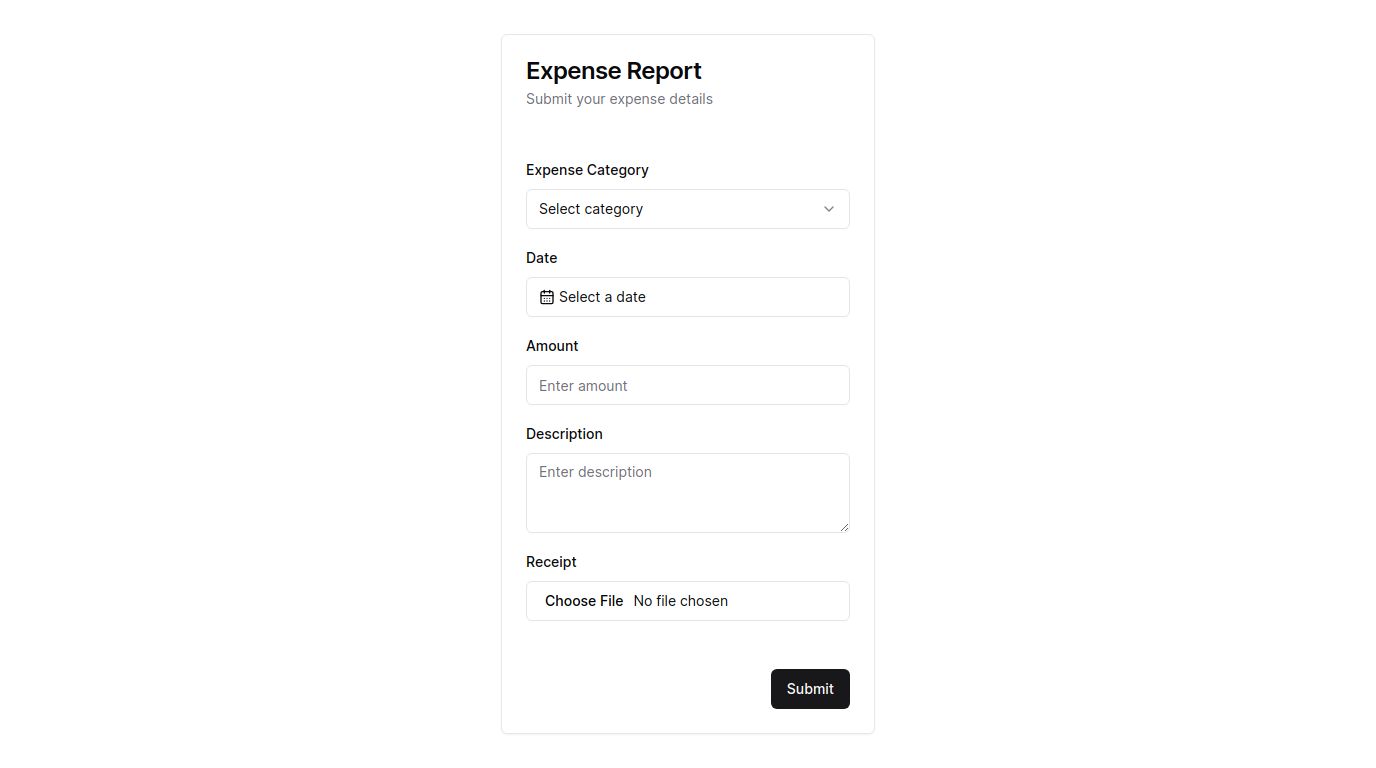 Expense Report
Submit your expense details
Expense Category
Select category
Date
Select a date
Amount
Enter amount
Description
Enter description
Receipt
Choose File No file chosen
Submit